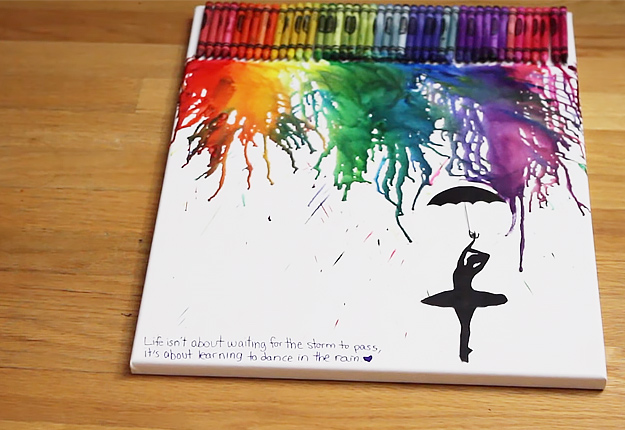 Life isn't about waiting for the storm to pass,
it's about learning to dance in the rain